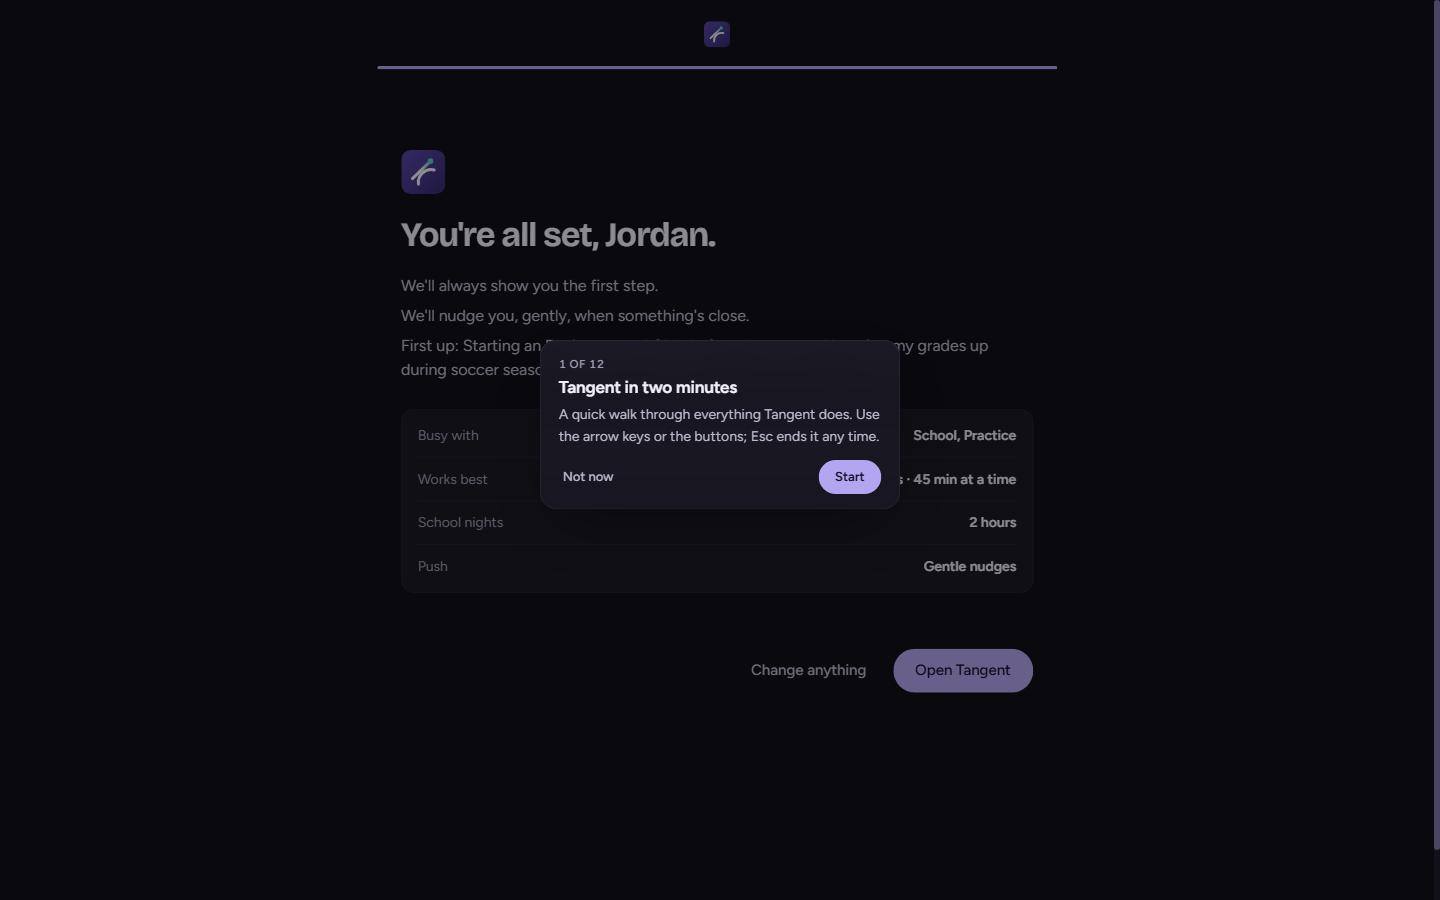 You're all set, Jordan.
We'll always show you the first step.
We'll nudge you, gently, when something's close.
First up: Starting an my grades up
during soccer
1 OF 12
Tangent in two minutes
A quick walk through everything Tangent does. Use
the arrow keys or the buttons; Esc ends it any time.
Not now
Start
Busy with
School, Practice
Works best
· 45 min at a time
School nights
2 hours
Push
Gentle nudges
Change anything
Open Tangent